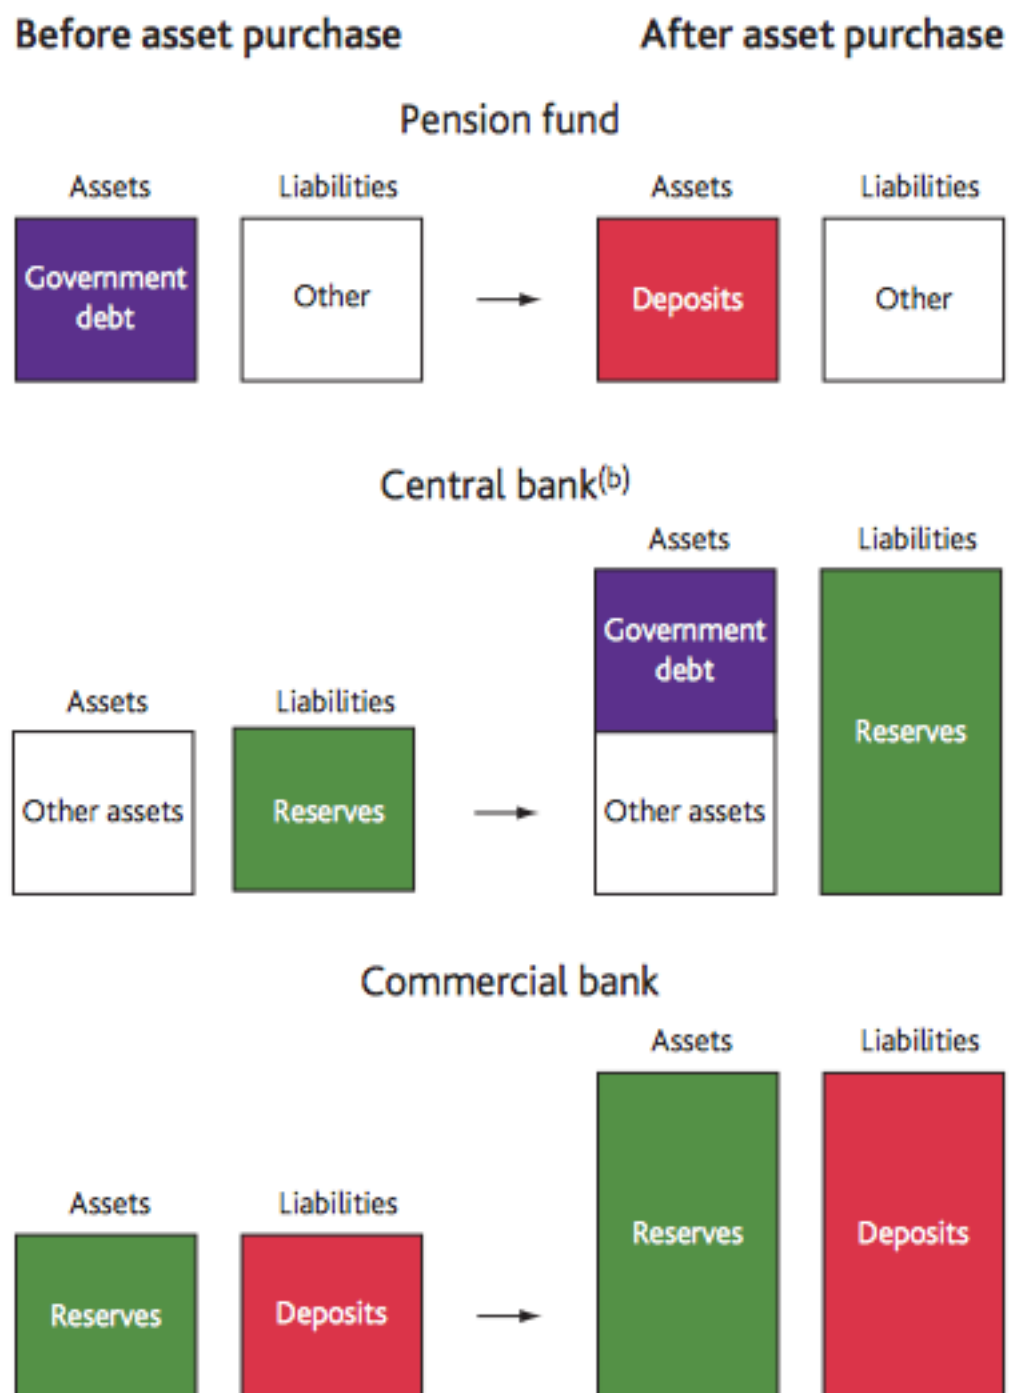 Before asset purchase After asset purchase
Pension fund
Assets Liabilities Assets Liabilities
Government
debt
Other
Deposits
Other
Central bank(b)
Assets Liabilities
Government
debt
Reserves
Assets Liabilities
Other assets
Reserves
Other assets
Commercial bank
Assets Liabilities
Reserves
Deposits
Assets Liabilities
Reserves
Deposits